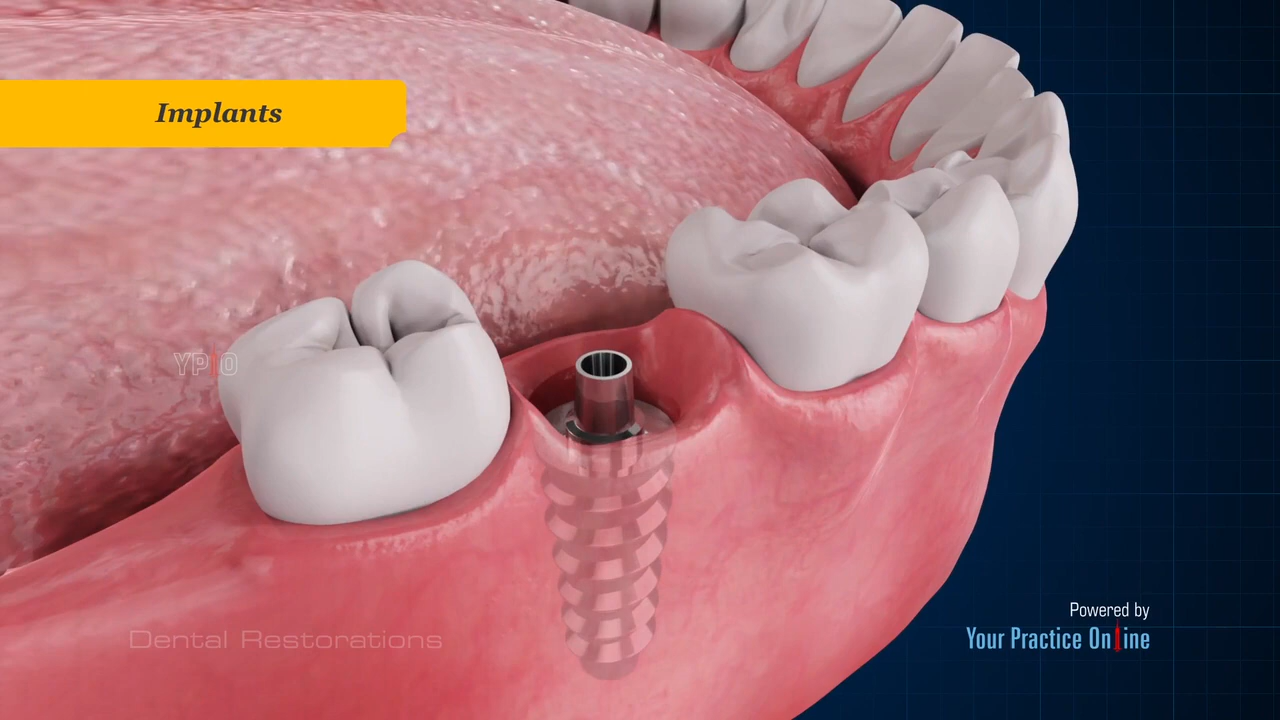 Implants
YPO
Dental Restorations
Powered by
Your Practice Online